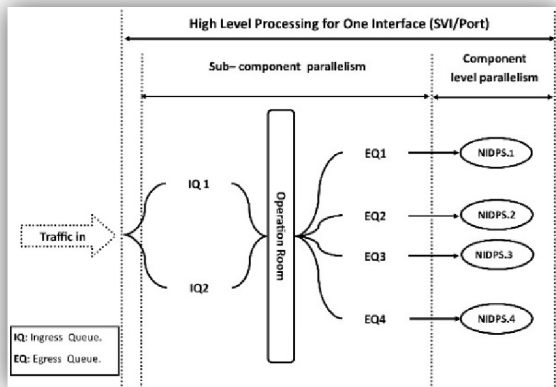 High Level Processing for One Interface (SVI/Port)
Sub– component parallelism
Component
level parallelism
Traffic in
IQ 1
IQ2
Operation Room
EQ1
EQ2
EQ3
EQ4
NIDPS.1
NIDPS.2
NIDPS.3
NIDPS.4
IQ: Ingress Queue.
EQ: Egress Queue.